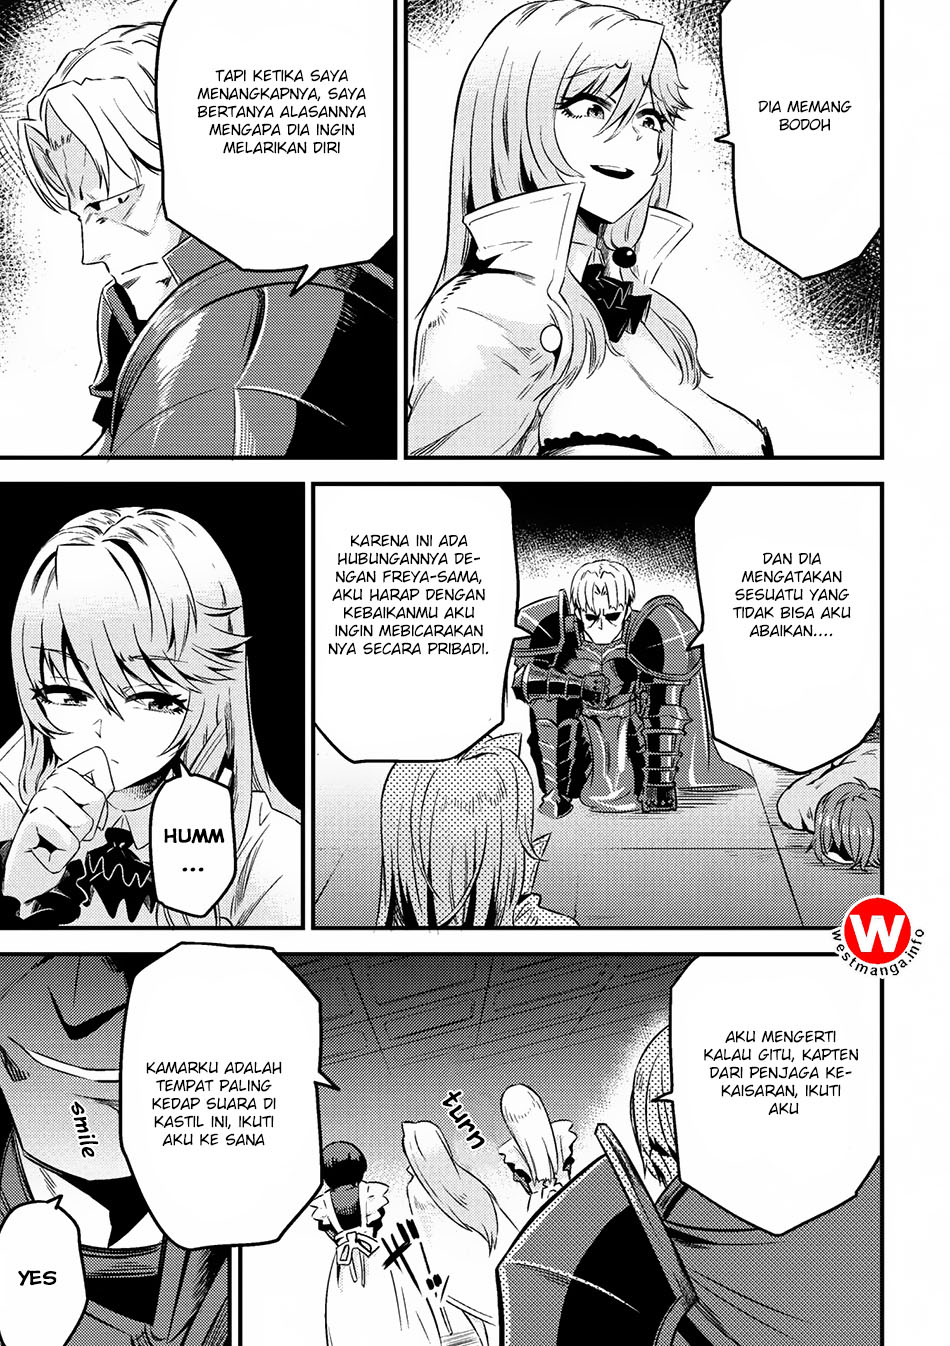 DIA MEMANG
BODOH
TAPI KETIKA SAYA
MENANGKAPNYA, SAYA
BERTANYA ALASANNYA
MENGAPA DIA INGIN
MELARIKAN DIRI
DAN DIA
MENGATAKAN
SESUATU YANG
TIDAK BISA AKU
ABAIKAN....
KARENA INI ADA
HUBUNGANNYA DE-
NGAN FREYA-SAMA,
AKU HARAP DENGAN
KEBAIKANMU AKU
INGIN MEBICARAKAN
NYA SECARA PRIBADI.
HUMM
...
W
westmanga.info
AKU MENGERTI
KALAU GITU, KAPTEN
DARI PENJAGA KE-
KAISARAN, IKUTI
AKU
turn
KAMARKU ADALAH
TEMPAT PALING
KEDAP SUARA DI
KASTIL INI, IKUTI
AKU KE SANA
smile
YES